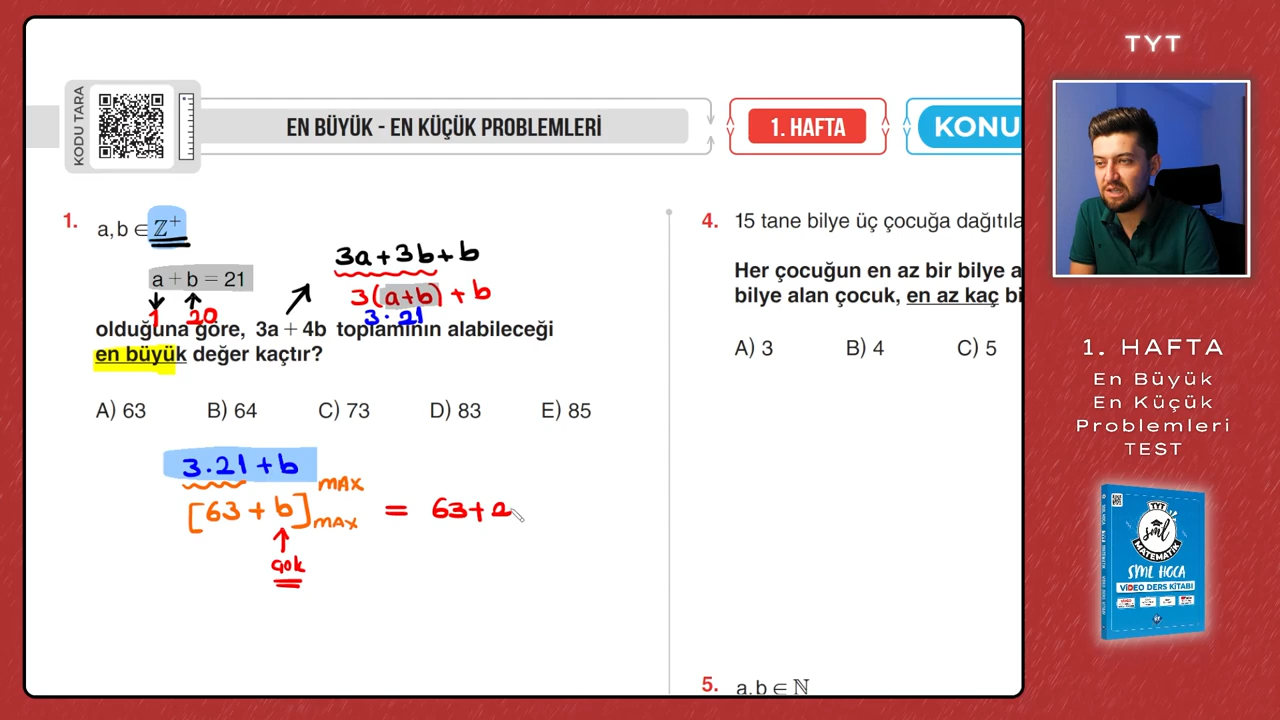 KODU TARA
EN BÜYÜK - EN KÜÇÜK PROBLEMLERİ
1. HAFTA
KONU
1. a, b ∈ ℤ⁺
a + b = 21
1 20
3a + 3b + b
3(a+b) + b
3.21
olduğuna göre, 3a + 4b toplamının alabileceği
en büyük değer kaçtır?
A) 63 B) 64 C) 73 D) 83 E) 85
3.21 + b
[63 + b] MAX MAX = 63 + 2
çok
4. 15 tane bilye üç çocuğa dağıtıla
Her çocuğun en az bir bilye a
bilye alan çocuk, en az kaç bi
A) 3 B) 4 C) 5
5. a, b ∈ ℕ
TYT
1. HAFTA
En Büyük
En Küçük
Problemleri
TEST
TYT
SML
MATEMATİK
SML HOCA
VİDEO DERS KİTABI